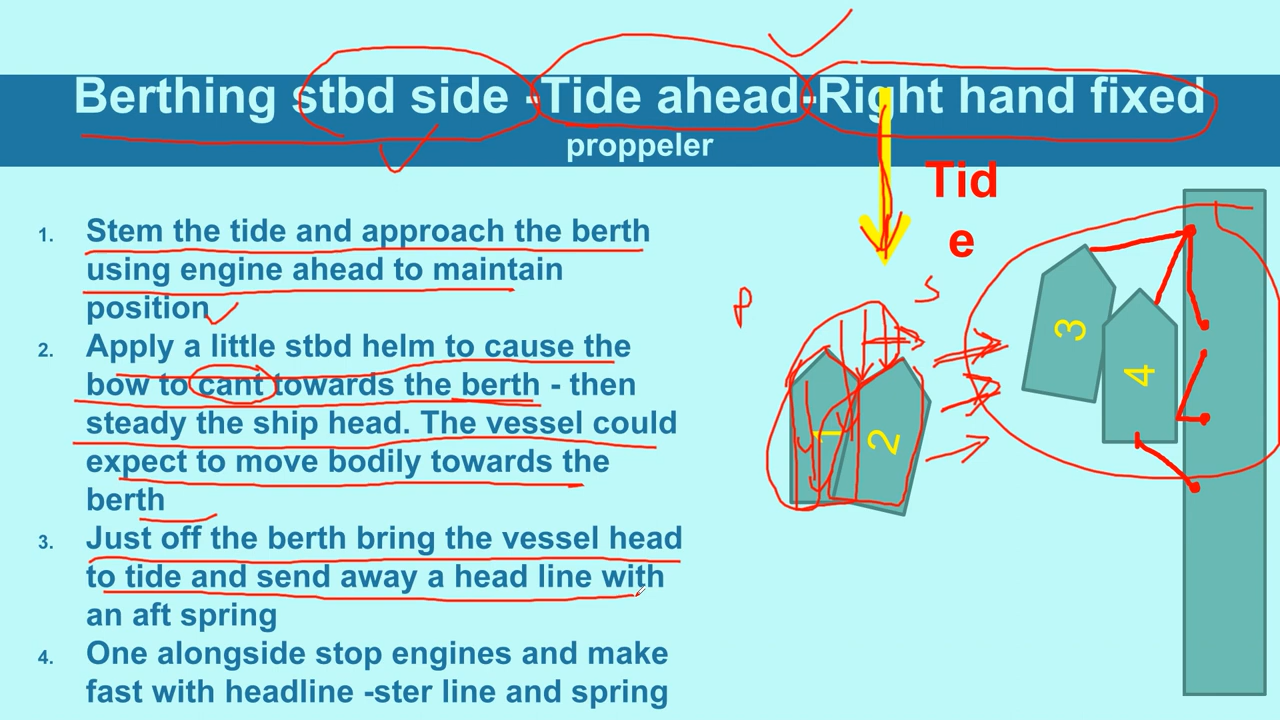 Berthing stbd side -Tide ahead-Right hand fixed
proppeler
Tid
e
1. Stem the tide and approach the berth
using engine ahead to maintain
position
2. Apply a little stbd helm to cause the
bow to cant towards the berth - then
steady the ship head. The vessel could
expect to move bodily towards the
berth
3. Just off the berth bring the vessel head
to tide and send away a head line with
an aft spring
4. One alongside stop engines and make
fast with headline -ster line and spring
P
S
1
2
3
4